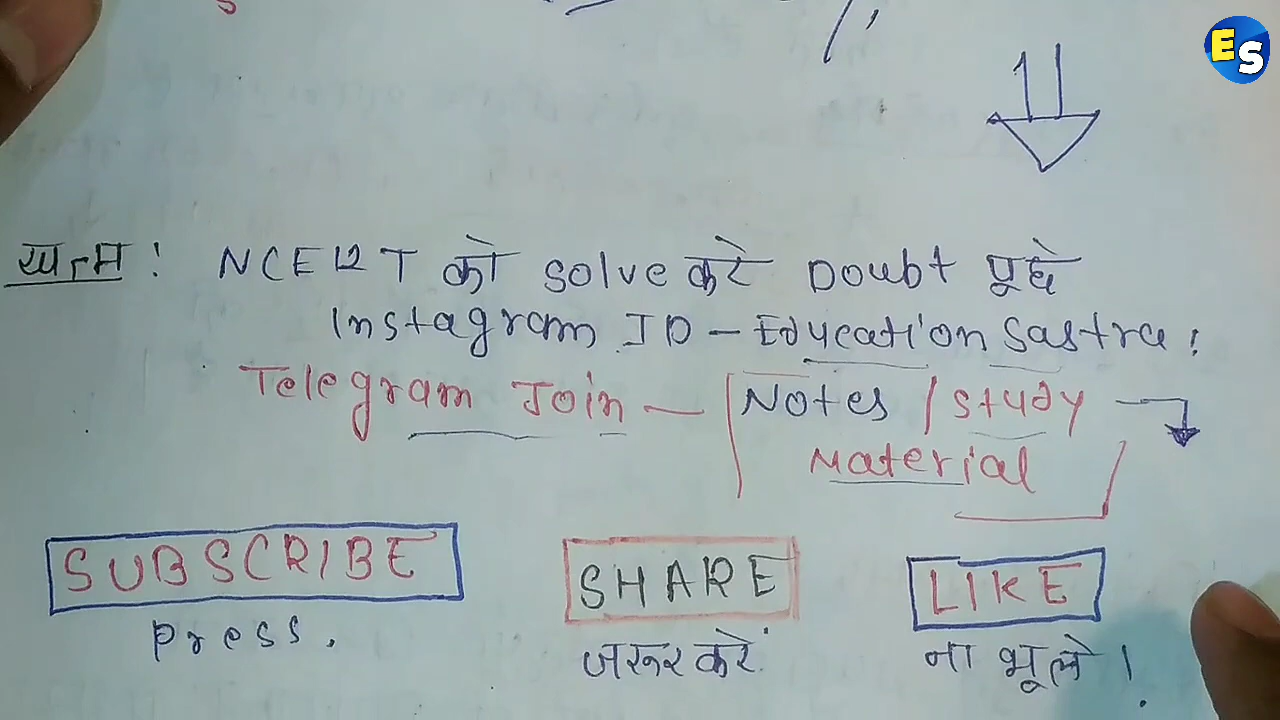 ES
NCERT को solve करे Doubt पूछे
Instagram ID - Education Sastra !
Telegram Join - | Notes / study
Material
SUBSCRIBE SHARE LIKE
Press. जरूर करें ना भूले !